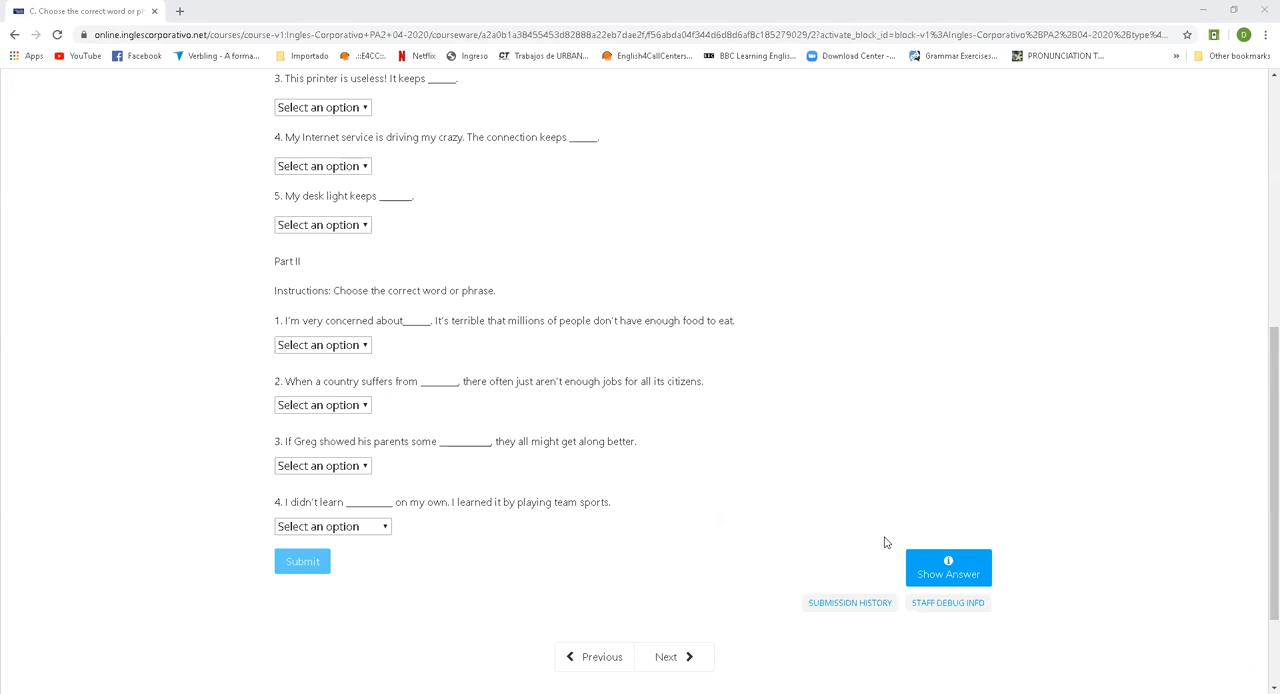 C. Choose the correct word or ph
online.inglescorporativo.net/courses/course-v1:Ingles-Corporativo+PA2+04-2020/courseware/a2a0b1a38455453d82888a22eb7dae2f/f56abda04f344d6d8d6af8c185279029/2?activate_block_id=block-v1%3AIngles-Corporativo%2BPA2%2B04-2020%2Btype%4...
D
Apps YouTube Facebook Verbling - A forma... Importado .::E4CC::. Netflix Ingreso Trabajos de URBAN... English4CallCenters... BBC Learning Englis... Download Center -... Grammar Exercises... PRONUNCIATION T... » Other bookmarks
3. This printer is useless! It keeps ______.
Select an option
4. My Internet service is driving my crazy. The connection keeps ______.
Select an option
5. My desk light keeps _______.
Select an option
Part II
Instructions: Choose the correct word or phrase.
1. I'm very concerned about______. It's terrible that millions of people don't have enough food to eat.
Select an option
2. When a country suffers from ________, there often just aren't enough jobs for all its citizens.
Select an option
3. If Greg showed his parents some ___________, they all might get along better.
Select an option
4. I didn't learn __________ on my own. I learned it by playing team sports.
Select an option
Submit
Show Answer
SUBMISSION HISTORY STAFF DEBUG INFO
Previous Next